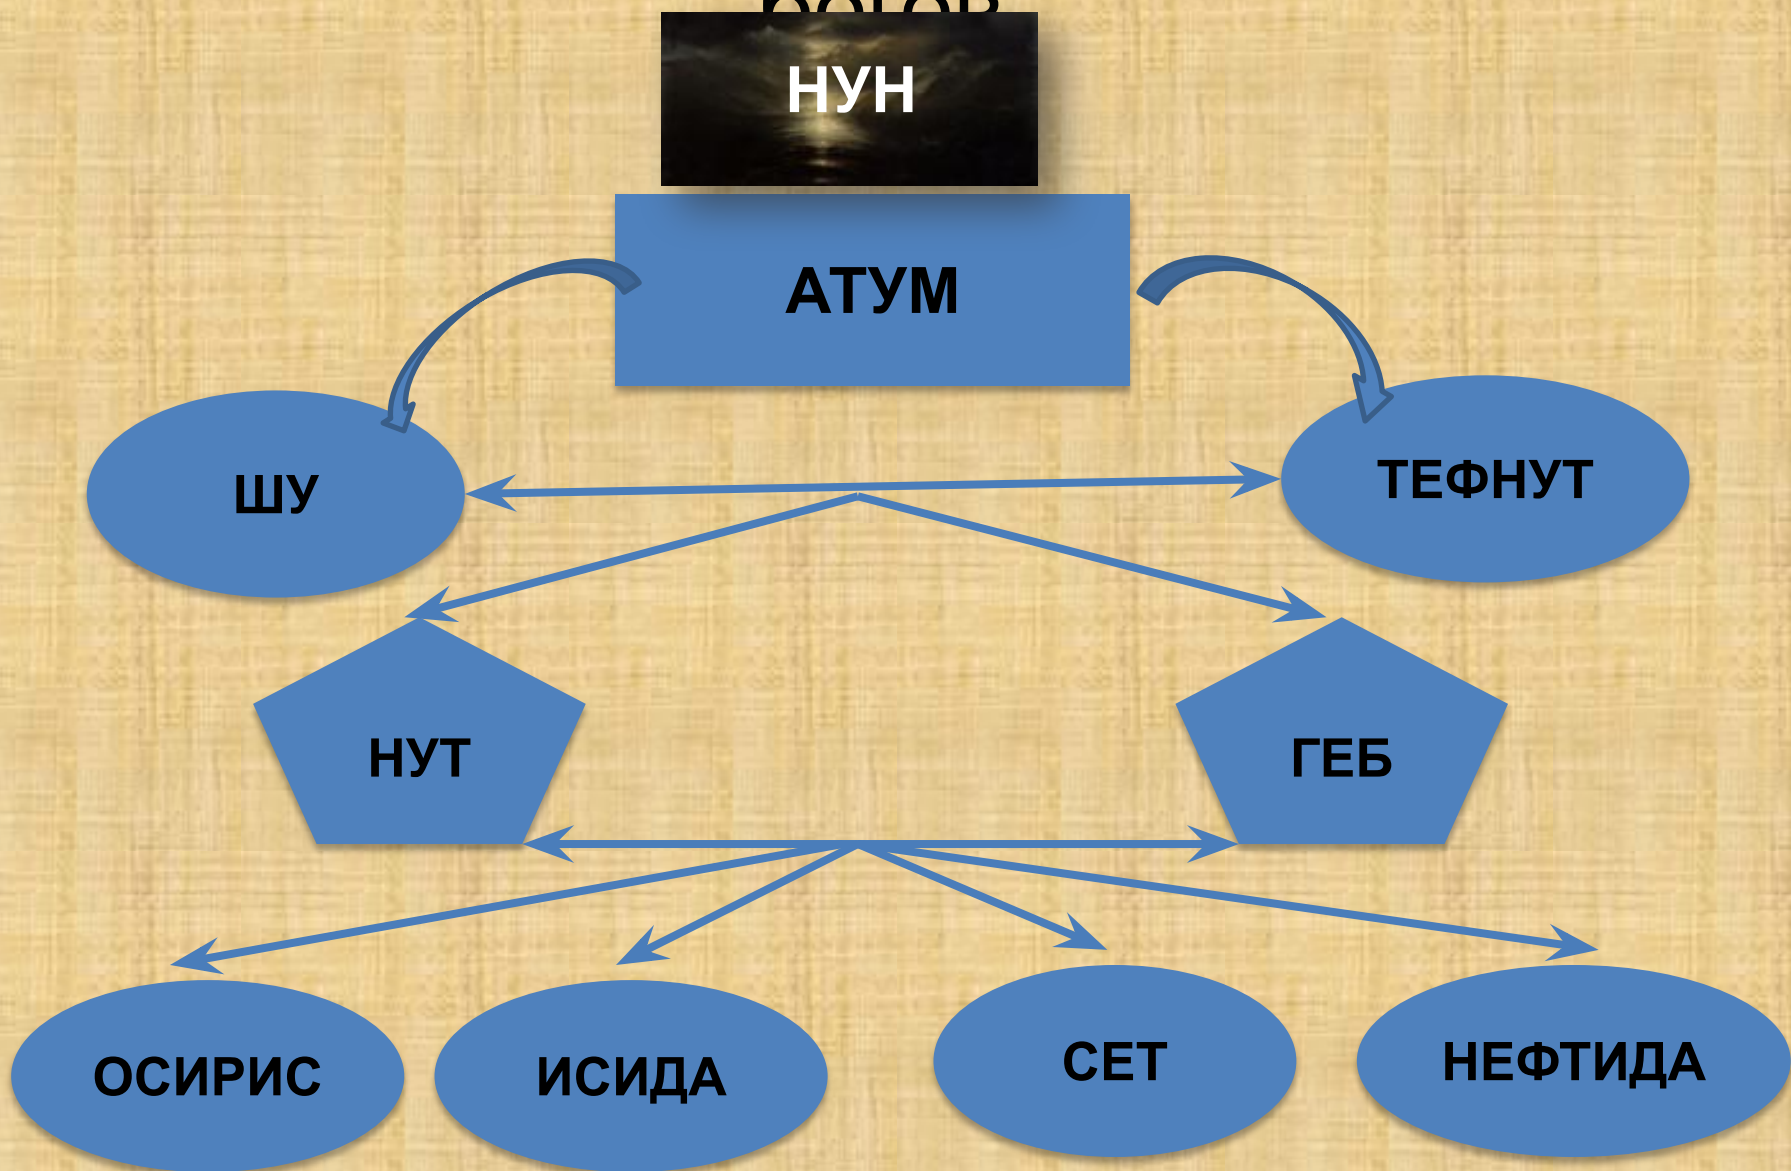 НУН
АТУМ
ШУ
ТЕФНУТ
НУТ
ГЕБ
ОСИРИС
ИСИДА
СЕТ
НЕФТИДА